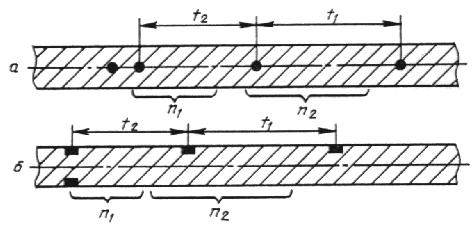 t₂ t₁
а
n₁ n₂
t₂ t₁
б
n₁ n₂